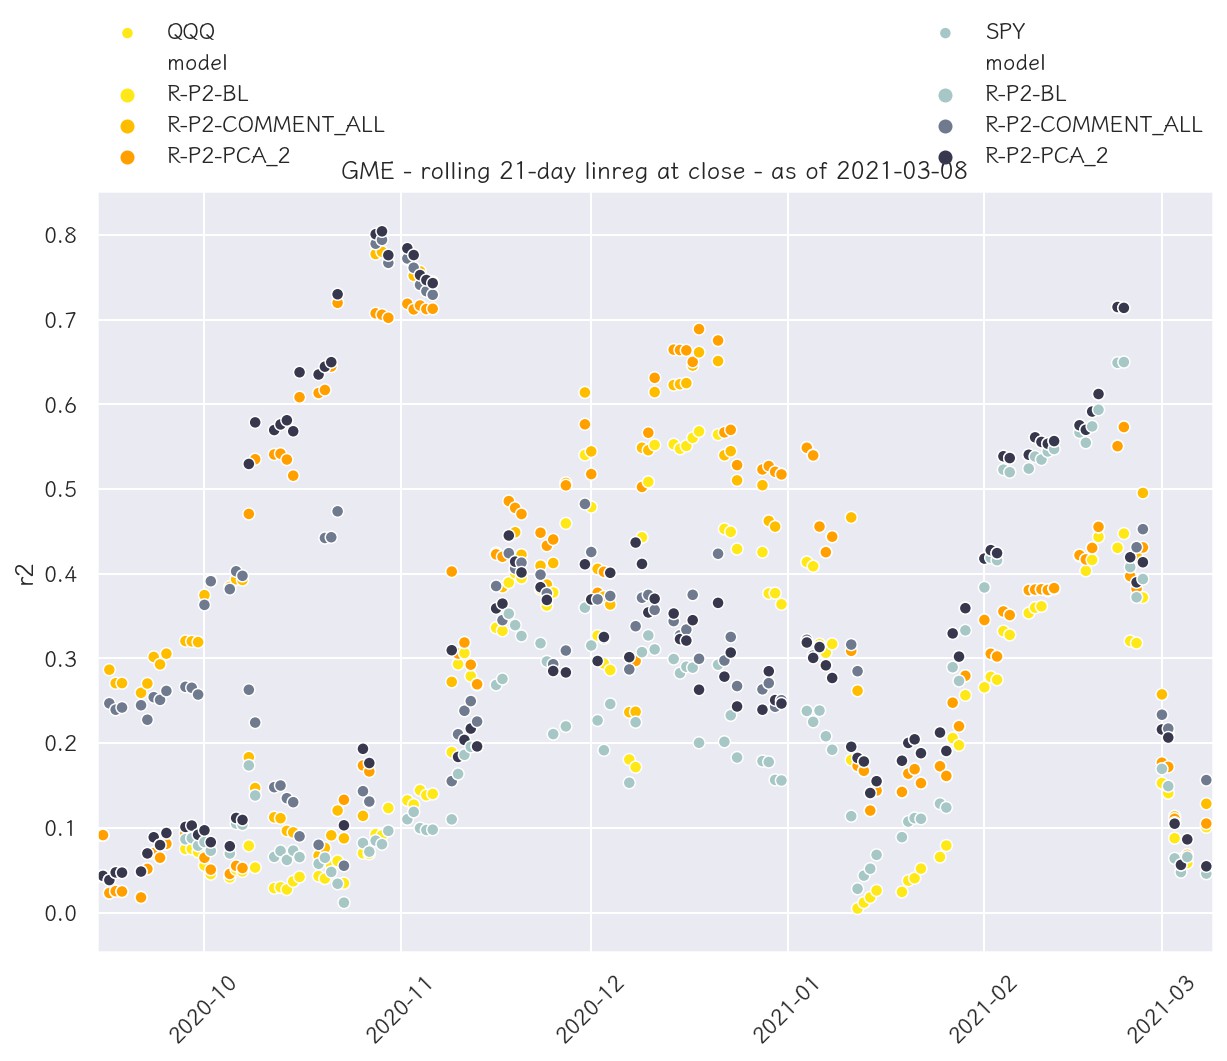 QQQ
model
R-P2-BL
R-P2-COMMENT_ALL
R-P2-PCA_2
SPY
model
R-P2-BL
R-P2-COMMENT_ALL
R-P2-PCA_2
GME - rolling 21-day linreg at close - as of 2021-03-08
0.8
0.7
0.6
0.5
0.4
0.3
0.2
0.1
0.0
r2
2020-10
2020-11
2020-12
2021-01
2021-02
2021-03